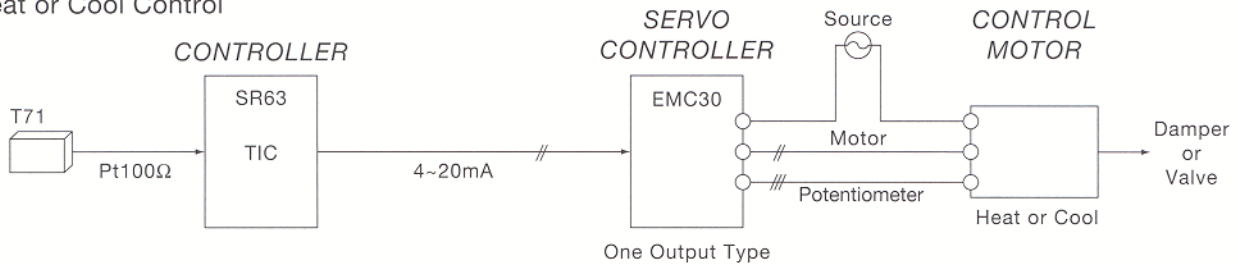 eat or Cool Control
CONTROLLER
SERVO
CONTROLLER
Source
CONTROL
MOTOR
T71
SR63
TIC
Pt100Ω
4~20mA
EMC30
Motor
Potentiometer
Damper
or
Valve
Heat or Cool
One Output Type